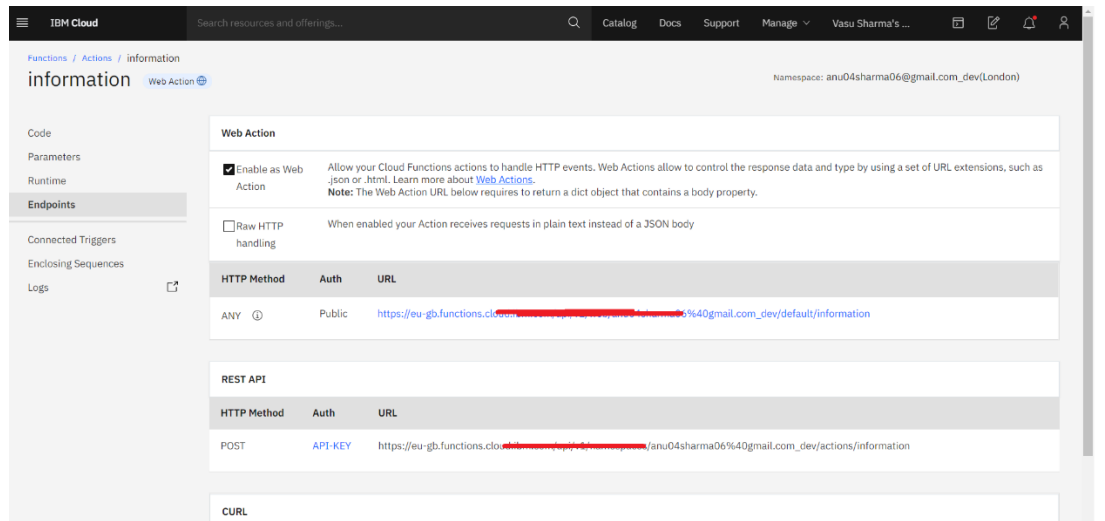 IBM Cloud
Search resources and offerings...
Catalog
Docs
Support
Manage
Vasu Sharma's ...
Functions / Actions / information
information
Web Action
Namespace: anu04sharma06@gmail.com_dev(London)
Code
Parameters
Runtime
Endpoints
Connected Triggers
Enclosing Sequences
Logs
Web Action
Enable as Web
Action
Allow your Cloud Functions actions to handle HTTP events. Web Actions allow to control the response data and type by using a set of URL extensions, such as
.json or .html. Learn more about Web Actions.
Note: The Web Action URL below requires to return a dict object that contains a body property.
Raw HTTP
handling
When enabled your Action receives requests in plain text instead of a JSON body
HTTP Method Auth URL
ANY Public https://eu-gb.functions.clo 6%40gmail.com_dev/default/information
REST API
HTTP Method Auth URL
POST API-KEY https://eu-gb.functions.clo /anu04sharma06%40gmail.com_dev/actions/information
CURL